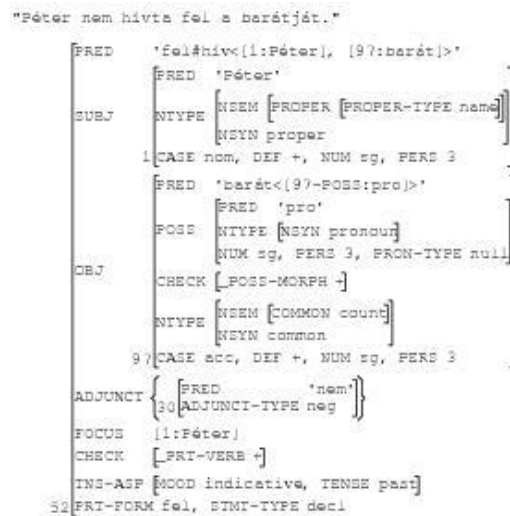 "Péter nem hívta fel a barátját."
PRED 'fel#hív<[1:Péter], [97:barát]>'
PRED 'Péter'
SUBJ NTYPE NSEM [PROPER [PROPER-TYPE name]]
NSYN proper
1 CASE nom, DEF +, NUM sg, PERS 3
PRED 'barát<[97-POSS:pro]>'
PRED 'pro'
POSS NTYPE [NSYN pronoun]
NUM sg, PERS 3, PRON-TYPE null
OBJ CHECK [_POSS-MORPH +]
NTYPE NSEM [COMMON count]
NSYN common
97 CASE acc, DEF +, NUM sg, PERS 3
ADJUNCT { PRED 'nem' }
30 ADJUNCT-TYPE neg
FOCUS [1:Péter]
CHECK [_PRT-VERB +]
TNS-ASP [MOOD indicative, TENSE past]
52 PRT-FORM fel, STMT-TYPE decl